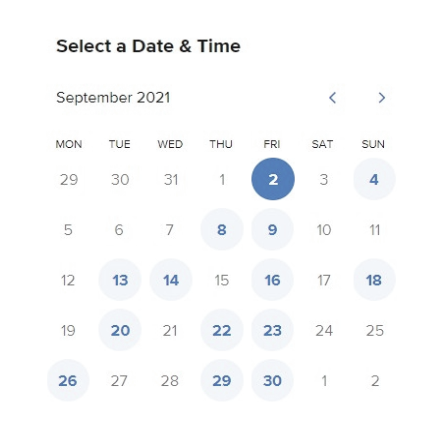 Select a Date & Time
September 2021
MON TUE WED THU FRI SAT SUN
29 30 31 1 2 3 4
5 6 7 8 9 10 11
12 13 14 15 16 17 18
19 20 21 22 23 24 25
26 27 28 29 30 1 2